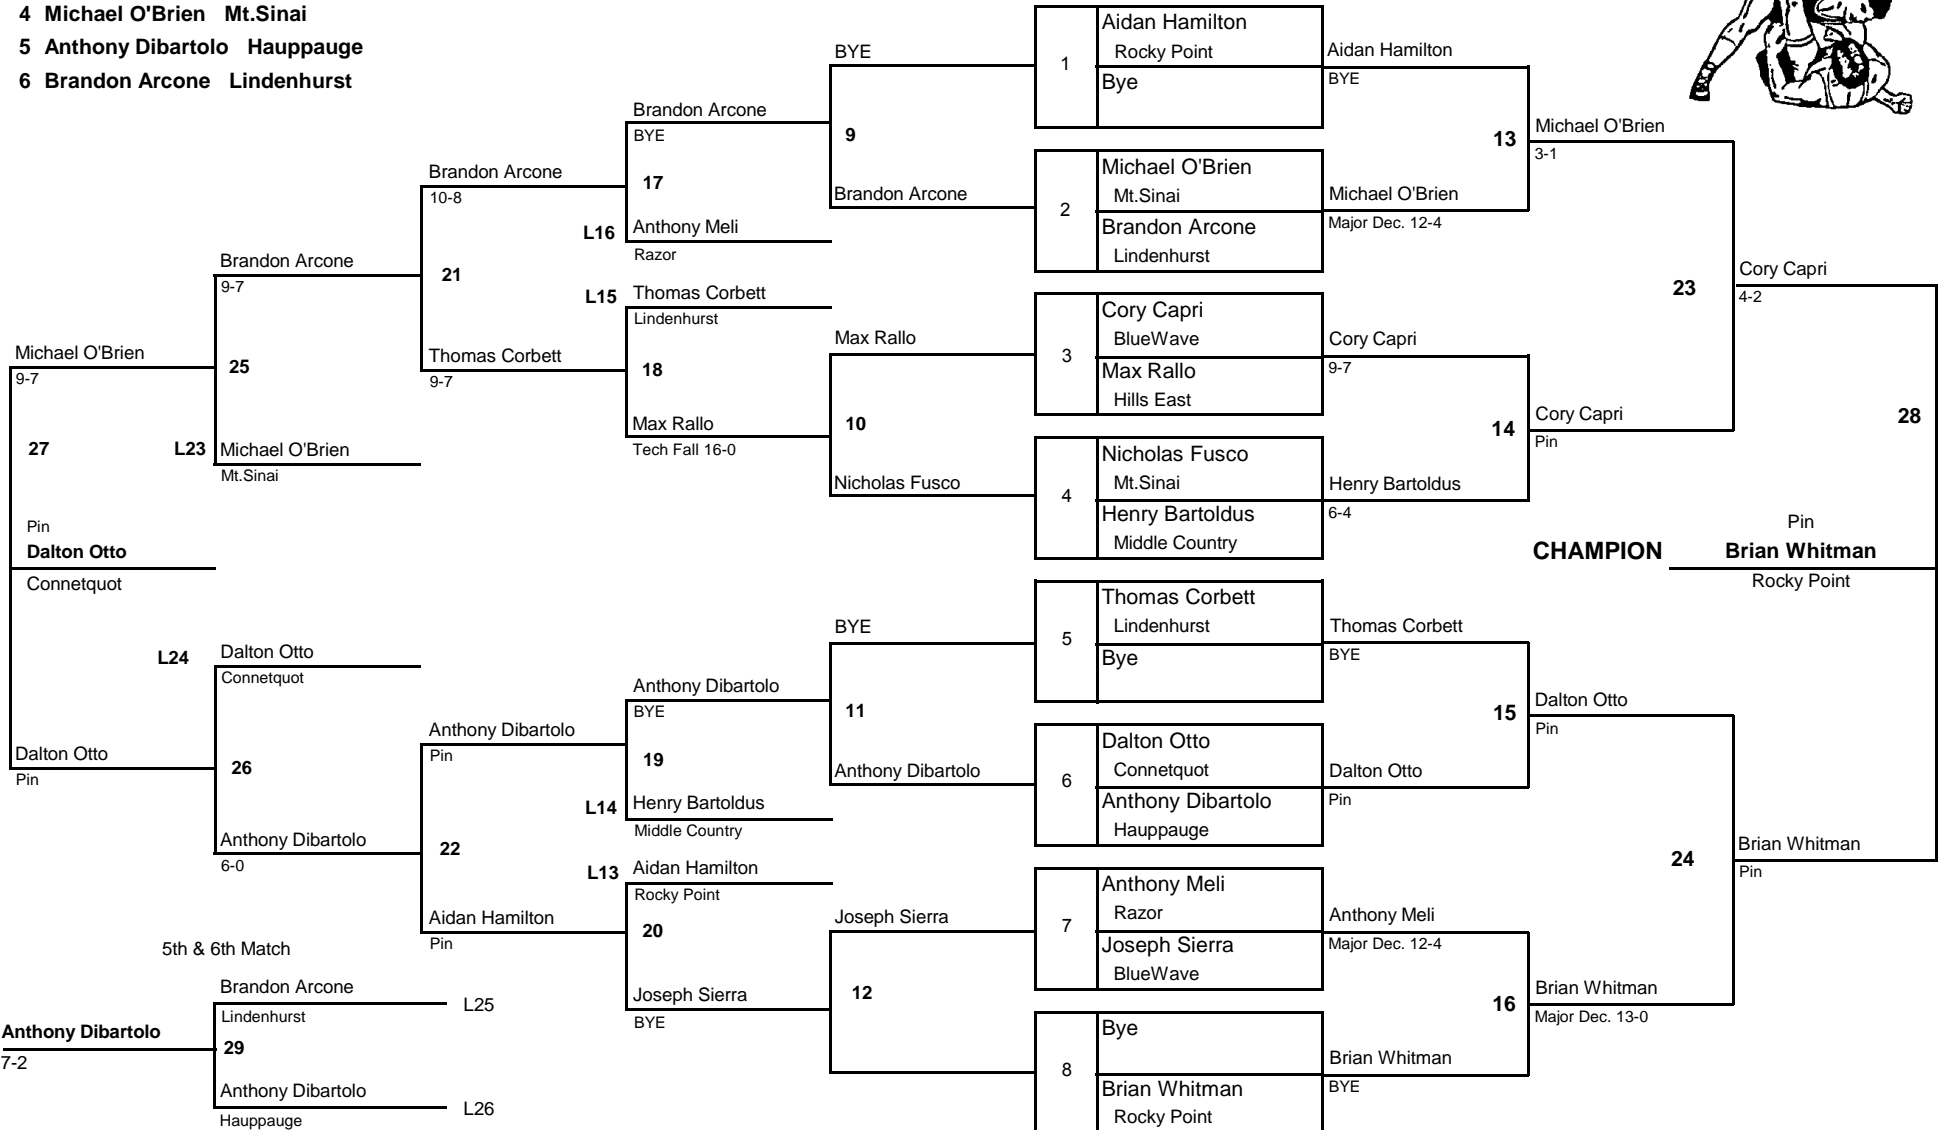 4 Michael O'Brien Mt.Sinai
5 Anthony Dibartolo Hauppauge
6 Brandon Arcone Lindenhurst
Michael O'Brien
9-7
27
Pin
Dalton Otto
Connetquot
Dalton Otto
Pin
5th & 6th Match
Anthony Dibartolo
7-2
Brandon Arcone
9-7
25
L23 Michael O'Brien
Mt.Sinai
L24 Dalton Otto
Connetquot
26
Anthony Dibartolo
6-0
Brandon Arcone
L25
Lindenhurst
29
Anthony Dibartolo
L26
Hauppauge
Brandon Arcone
10-8
21
Thomas Corbett
9-7
Anthony Dibartolo
Pin
22
Aidan Hamilton
Pin
Brandon Arcone
BYE
17
L16 Anthony Meli
Razor
L15 Thomas Corbett
Lindenhurst
18
Max Rallo
Tech Fall 16-0
Anthony Dibartolo
BYE
19
L14 Henry Bartoldus
Middle Country
L13 Aidan Hamilton
Rocky Point
20
Joseph Sierra
BYE
BYE
9
Brandon Arcone
Max Rallo
10
Nicholas Fusco
BYE
11
Anthony Dibartolo
Joseph Sierra
12
1
Aidan Hamilton
Rocky Point
Bye
2
Michael O'Brien
Mt.Sinai
Brandon Arcone
Lindenhurst
3
Cory Capri
BlueWave
Max Rallo
Hills East
4
Nicholas Fusco
Mt.Sinai
Henry Bartoldus
Middle Country
5
Thomas Corbett
Lindenhurst
Bye
6
Dalton Otto
Connetquot
Anthony Dibartolo
Hauppauge
7
Anthony Meli
Razor
Joseph Sierra
BlueWave
8
Bye
Brian Whitman
Rocky Point
Aidan Hamilton
BYE
13
Michael O'Brien
Major Dec. 12-4
Cory Capri
9-7
14
Henry Bartoldus
6-4
Thomas Corbett
BYE
15
Dalton Otto
Pin
Anthony Meli
Major Dec. 12-4
16
Brian Whitman
BYE
Michael O'Brien
3-1
23
Cory Capri
Pin
Dalton Otto
Pin
24
Brian Whitman
Major Dec. 13-0
Cory Capri
4-2
28
Pin
CHAMPION Brian Whitman
Rocky Point
Brian Whitman
Pin